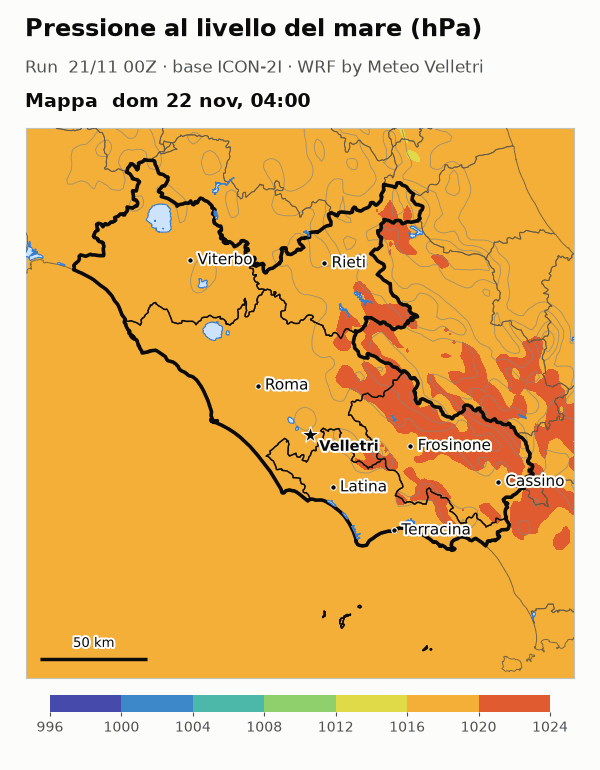 Pressione al livello del mare (hPa)
Run  21/11 00Z · base ICON-2I · WRF by Meteo Velletri
Mappa  dom 22 nov, 04:00
Viterbo
Rieti
Roma
Velletri
Frosinone
Cassino
Latina
Terracina
50 km
996 1000 1004 1008 1012 1016 1020 1024